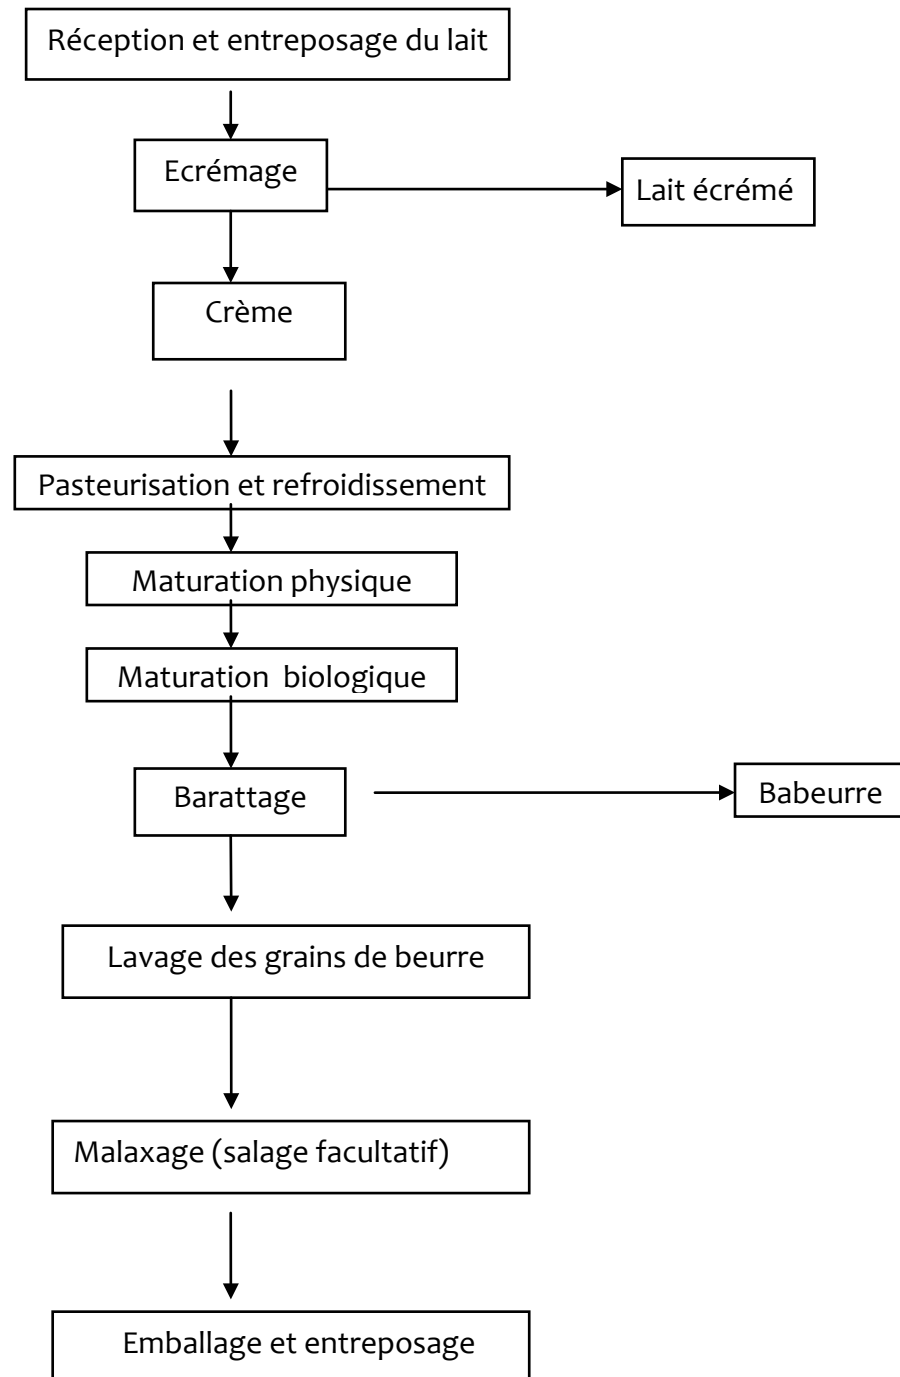 Réception et entreposage du lait
Ecrémage
Lait écrémé
Crème
Pasteurisation et refroidissement
Maturation physique
Maturation  biologique
Barattage
Babeurre
Lavage des grains de beurre
Malaxage (salage facultatif)
Emballage et entreposage